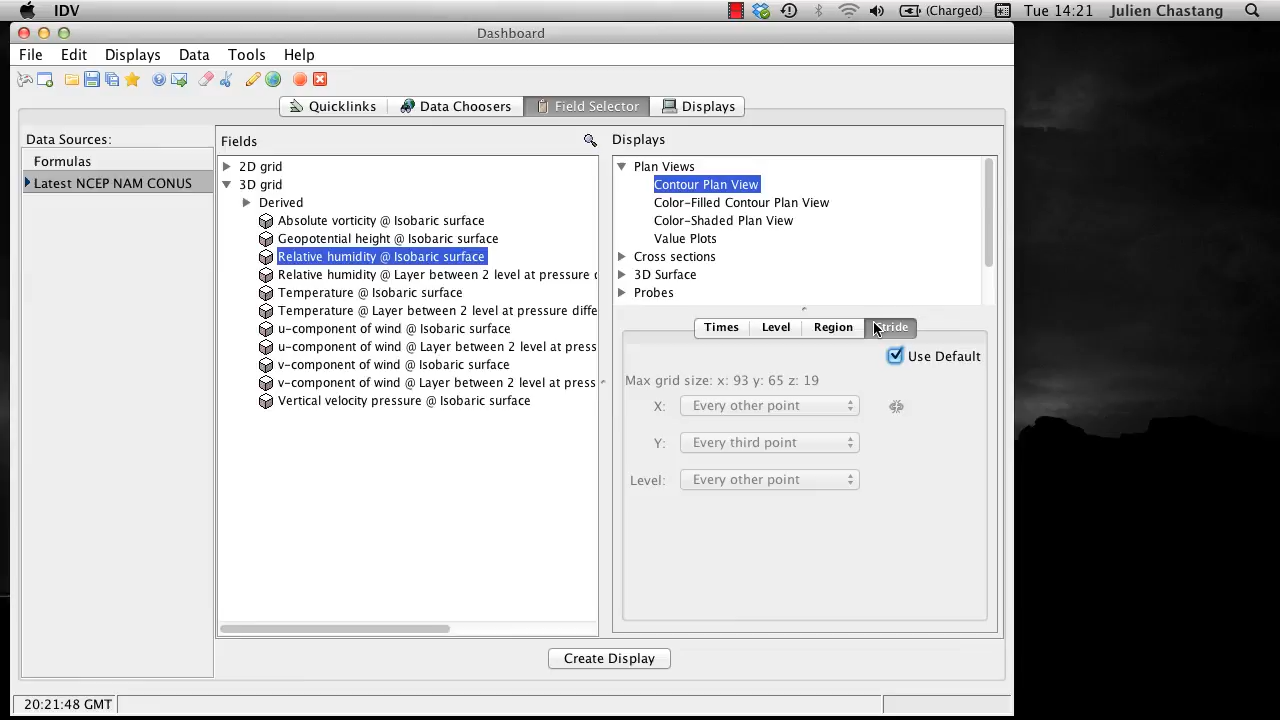 IDV
(Charged)
Tue 14:21
Julien Chastang
Dashboard
File Edit Displays Data Tools Help
Quicklinks
Data Choosers
Field Selector
Displays
Data Sources:
Formulas
Latest NCEP NAM CONUS
Fields
2D grid
3D grid
Derived
Absolute vorticity @ Isobaric surface
Geopotential height @ Isobaric surface
Relative humidity @ Isobaric surface
Relative humidity @ Layer between 2 level at pressure
Temperature @ Isobaric surface
Temperature @ Layer between 2 level at pressure diffe
u-component of wind @ Isobaric surface
u-component of wind @ Layer between 2 level at press
v-component of wind @ Isobaric surface
v-component of wind @ Layer between 2 level at press
Vertical velocity pressure @ Isobaric surface
Displays
Plan Views
Contour Plan View
Color-Filled Contour Plan View
Color-Shaded Plan View
Value Plots
Cross sections
3D Surface
Probes
Times
Level
Region
Use Default
Max grid size: x: 93 y: 65 z: 19
X: Every other point
Y: Every third point
Level: Every other point
Create Display
20:21:48 GMT